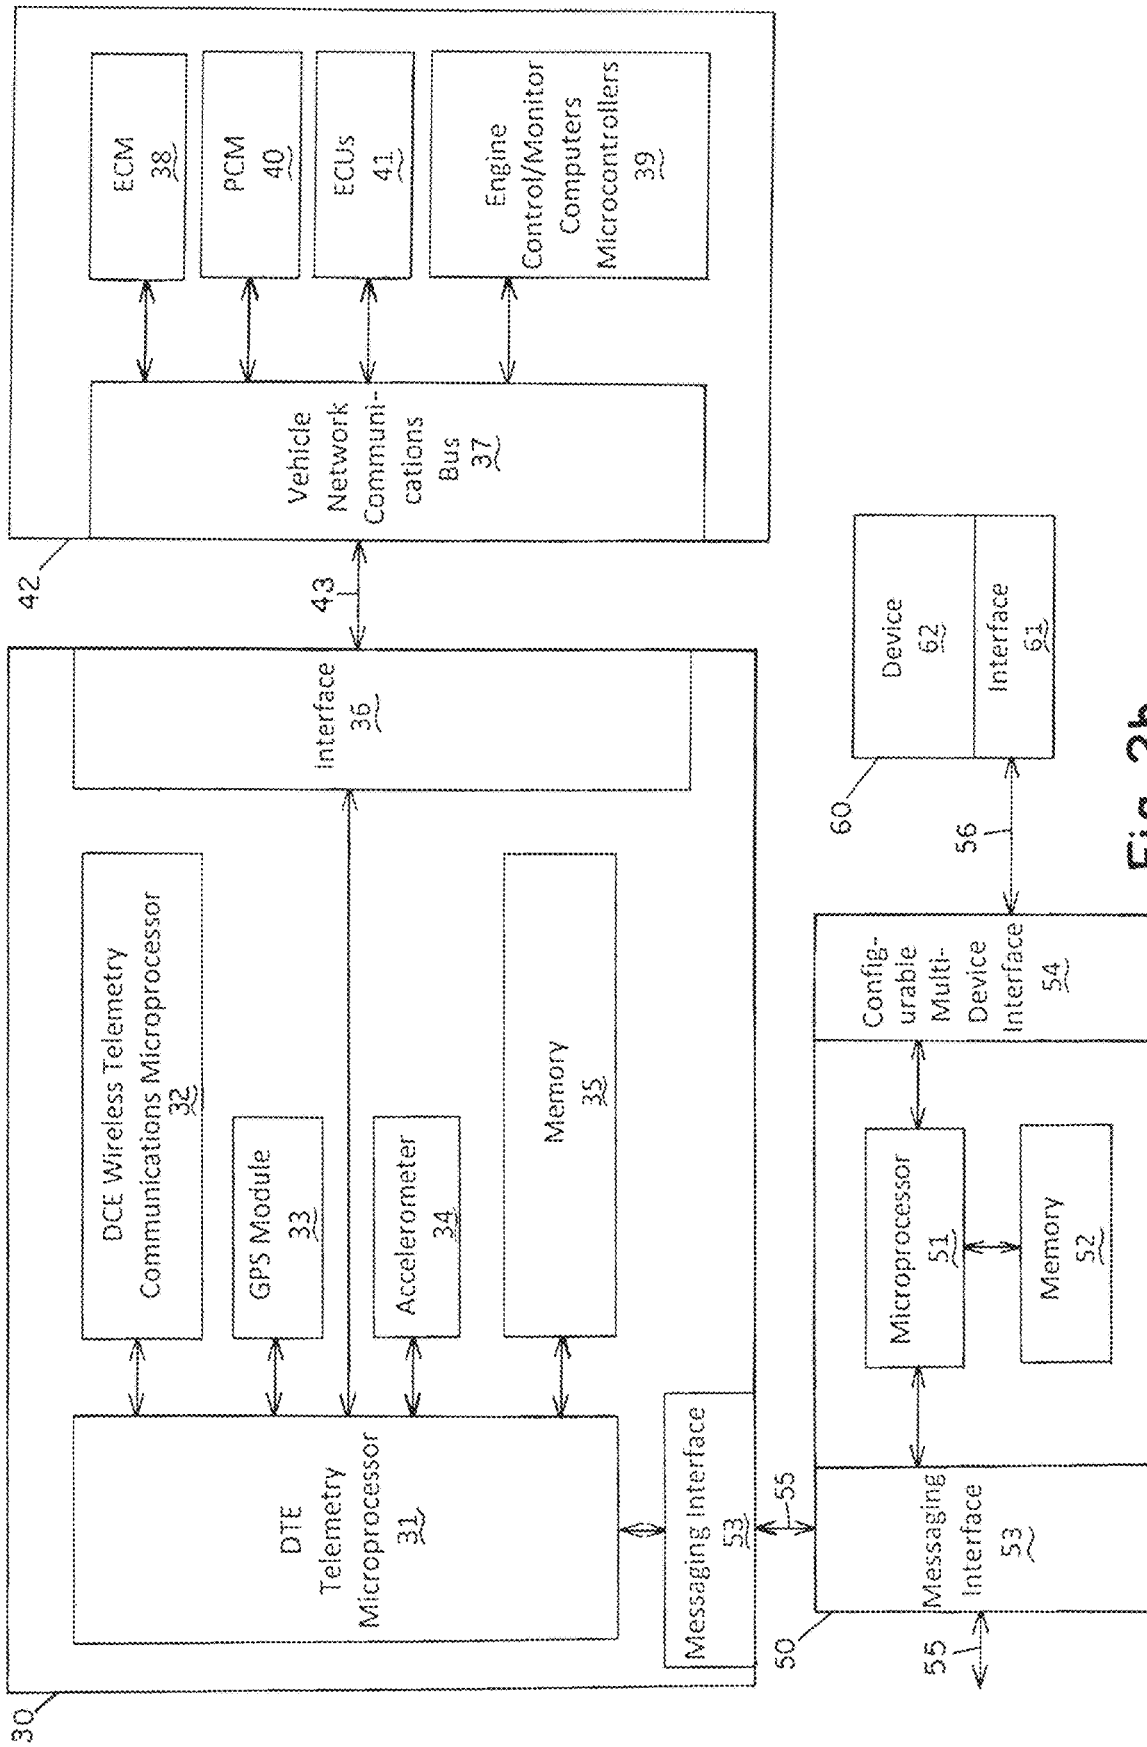 30
DTE
Telemetry
Microprocessor
31
DCE Wireless Telemetry
Communications Microprocessor
32
GPS Module
33
Accelerometer
34
Memory
35
Interface
36
Messaging Interface
53
43
42
Vehicle
Network
Communi-
cations
Bus
37
ECM
38
PCM
40
ECUs
41
Engine
Control/Monitor
Computers
Microcontrollers
39
55
50
55
Messaging
Interface
53
Microprocessor
51
Memory
52
Config-
urable
Multi-
Device
Interface
54
56
60
Device
62
Interface
61
Fig. 2b